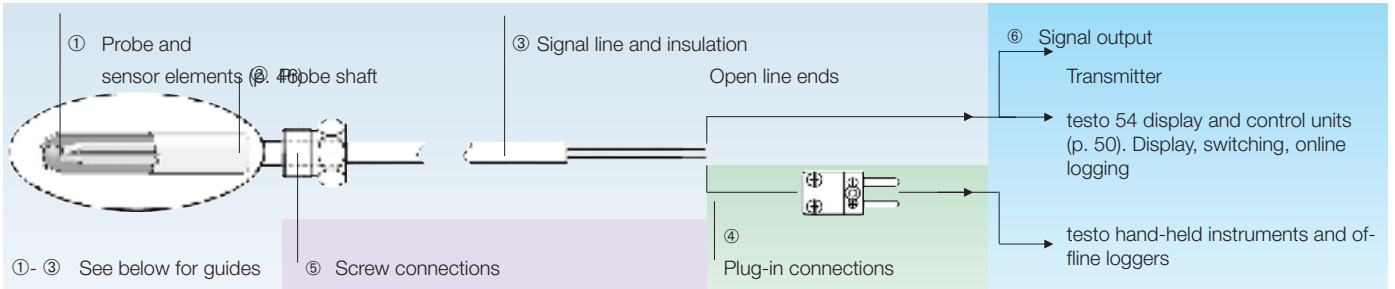 ① Probe and
sensor elements (p. 46)
② Probe shaft
③ Signal line and insulation
Open line ends
⑥ Signal output
Transmitter
testo 54 display and control units
(p. 50). Display, switching, online
logging
④
Plug-in connections
testo hand-held instruments and of-
fline loggers
①- ③ See below for guides
⑤ Screw connections